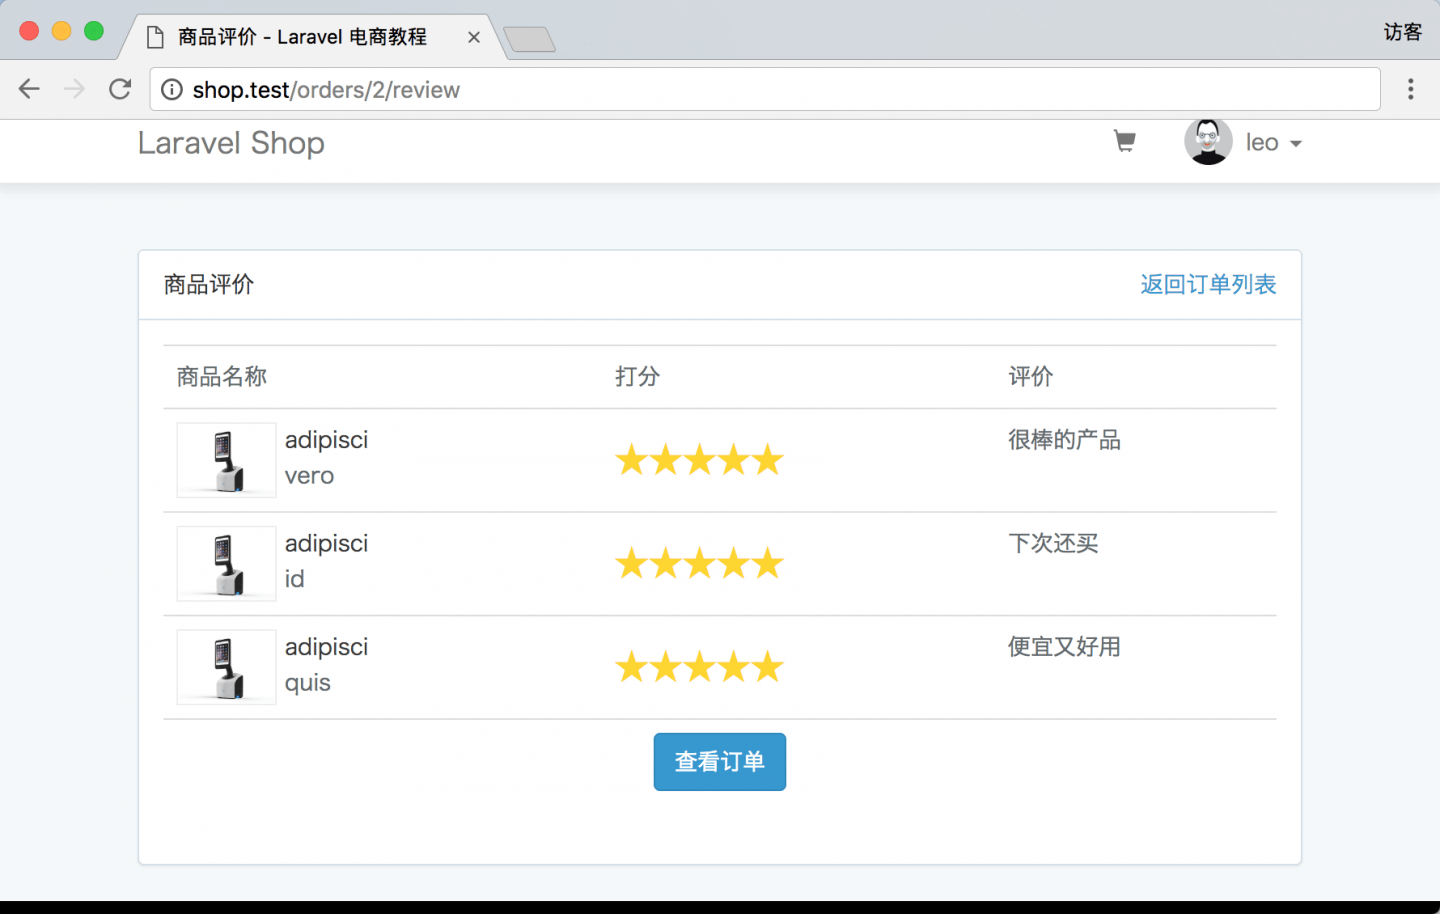 商品评价 - Laravel 电商教程
访客
shop.test/orders/2/review
Laravel Shop
leo
商品评价
返回订单列表
商品名称 打分 评价
adipisci
vero
很棒的产品
adipisci
id
下次还买
adipisci
quis
便宜又好用
查看订单